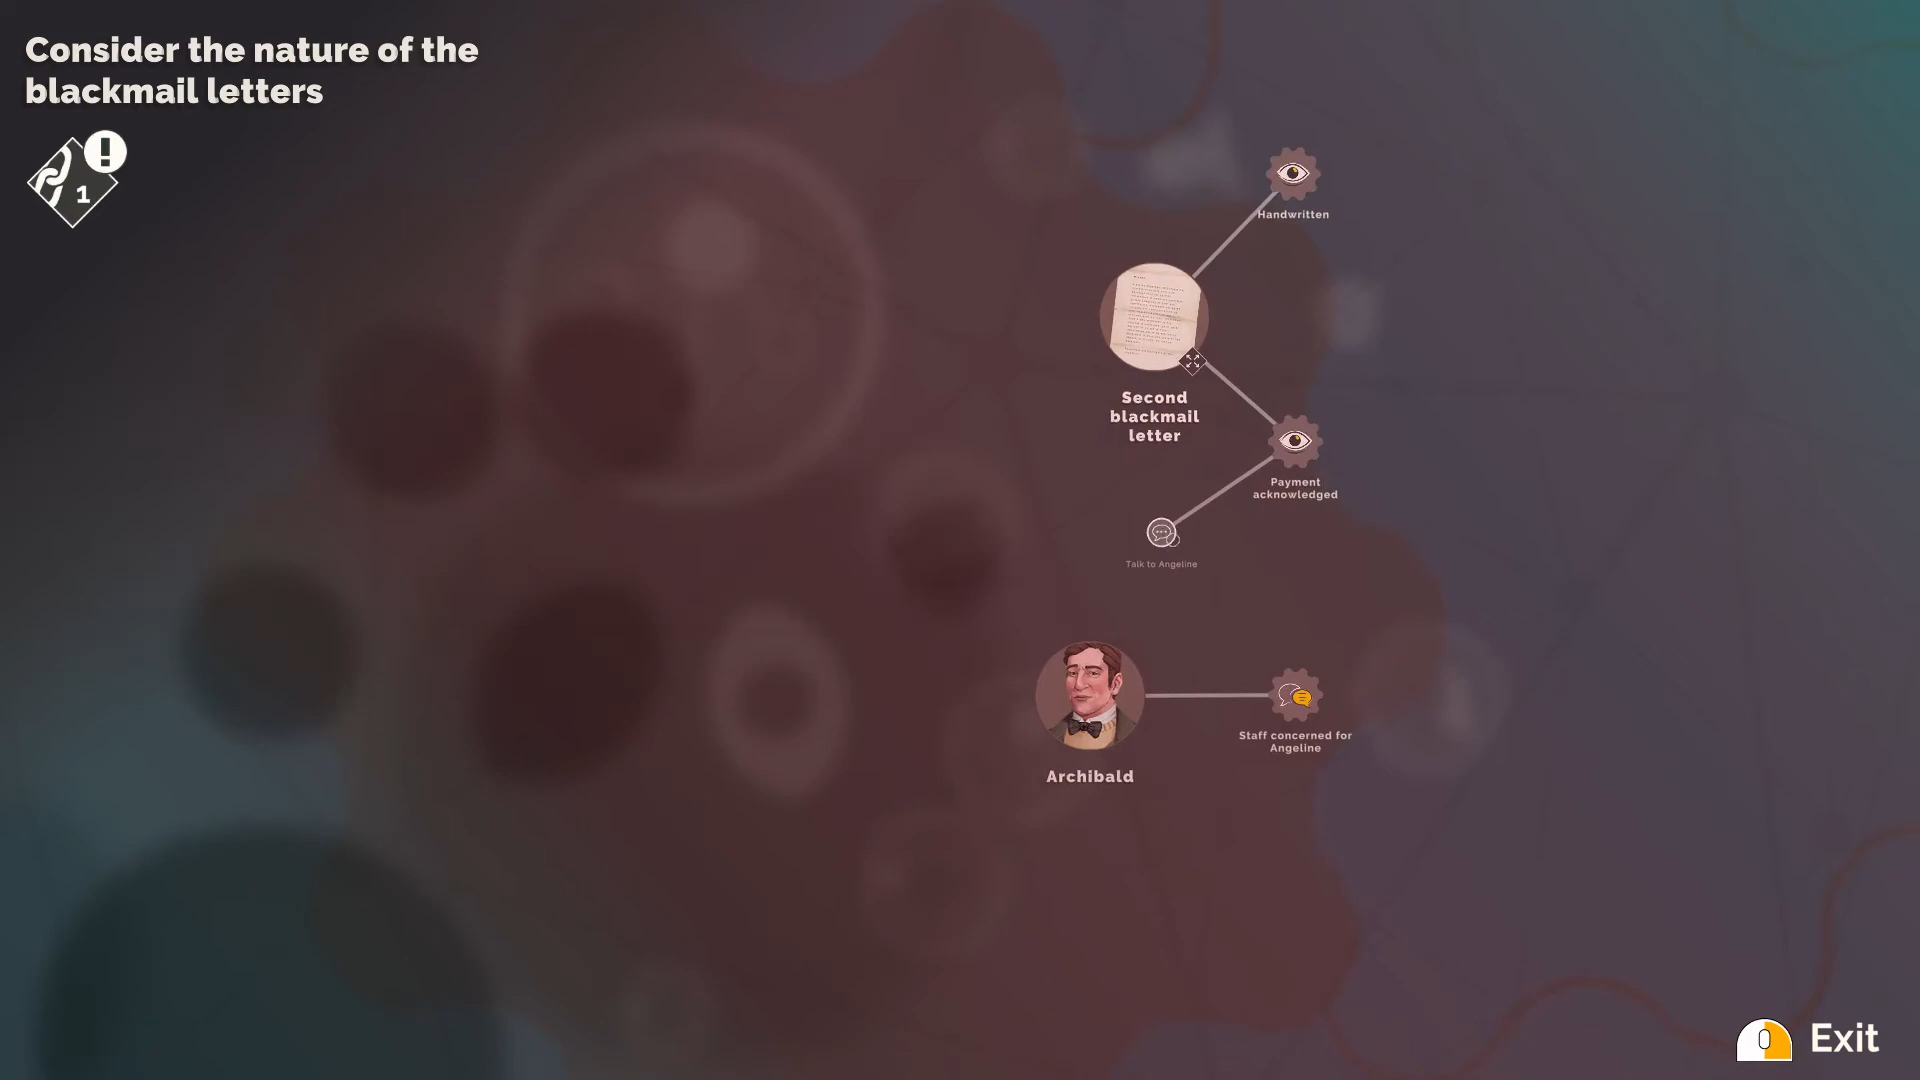 Consider the nature of the
blackmail letters
1
Handwritten
Second
blackmail
letter
Payment
acknowledged
Talk to Angeline
Archibald
Staff concerned for
Angeline
Exit